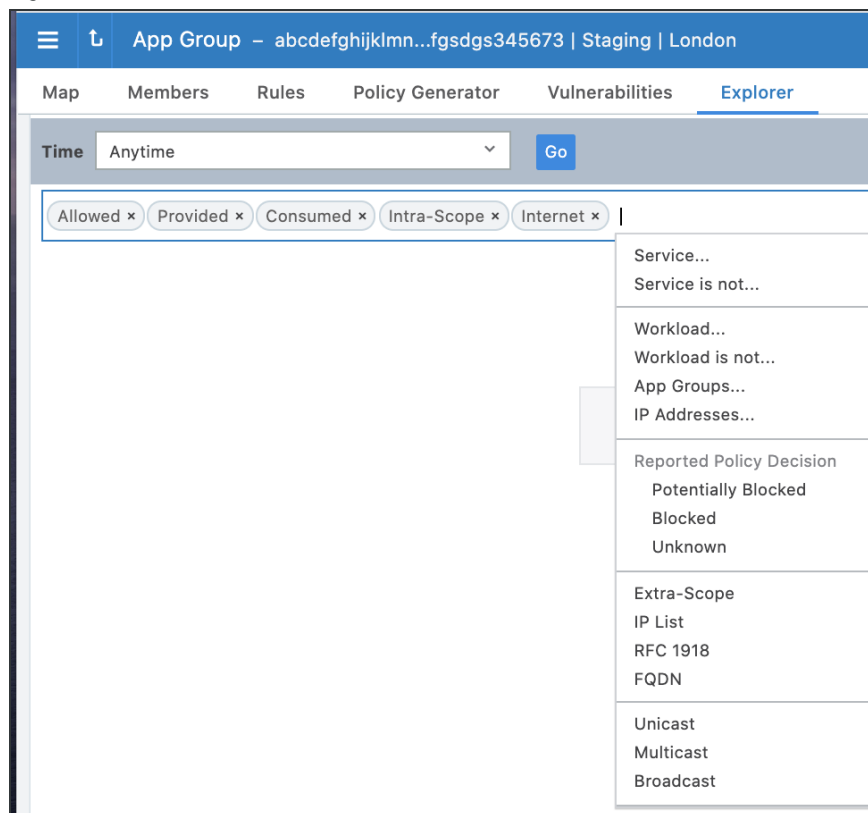 App Group – abcdefghijklmn...fgsdgs345673 | Staging | London
Map Members Rules Policy Generator Vulnerabilities Explorer
Time Anytime Go
Allowed × Provided × Consumed × Intra-Scope × Internet ×
Service...
Service is not...
Workload...
Workload is not...
App Groups...
IP Addresses...
Reported Policy Decision
Potentially Blocked
Blocked
Unknown
Extra-Scope
IP List
RFC 1918
FQDN
Unicast
Multicast
Broadcast